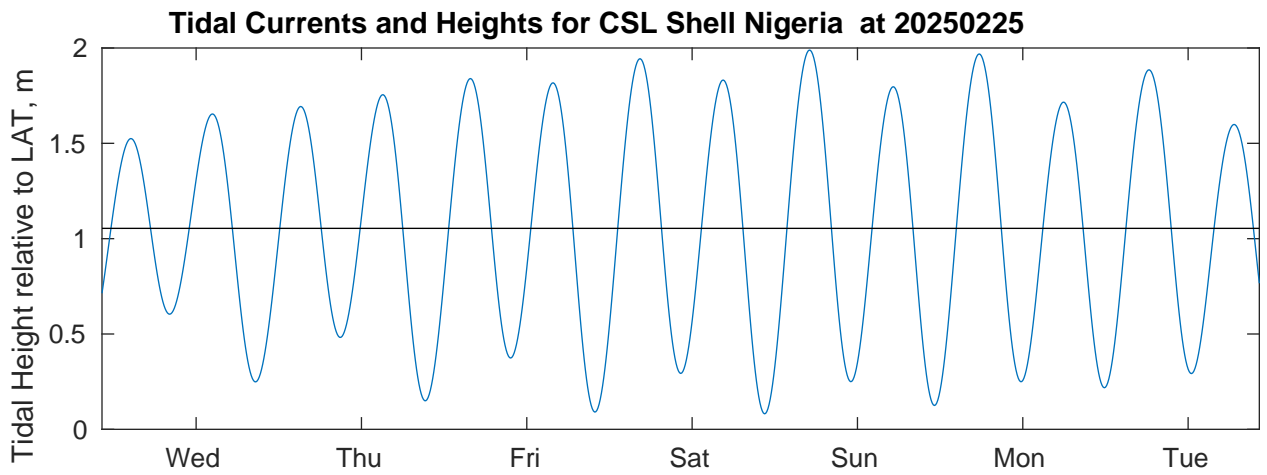 Tidal Currents and Heights for CSL Shell Nigeria  at 20250225
Tidal Height relative to LAT, m
2
1.5
1
0.5
0
Wed Thu Fri Sat Sun Mon Tue